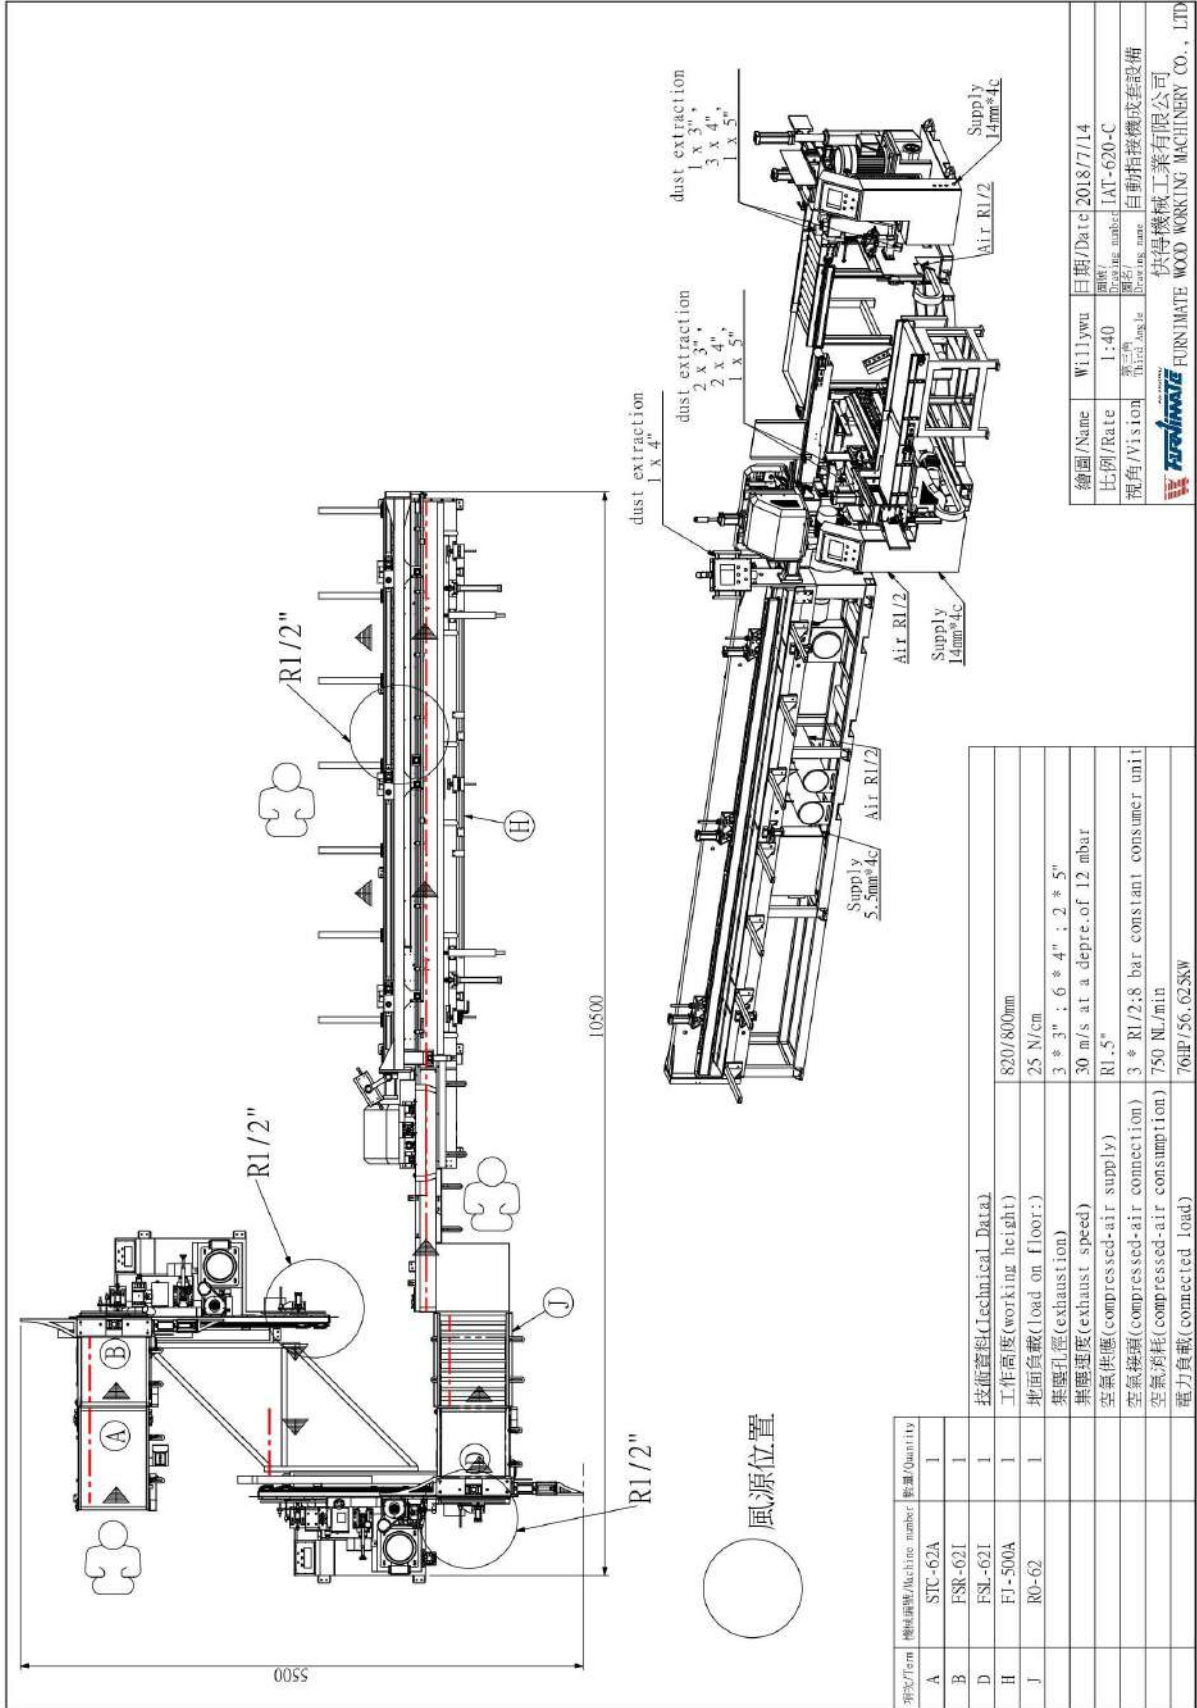 R1/2"
R1/2"
R1/2"
A
B
D
H
J
5500
10500
風源位置
dust extraction
1 x 4"
dust extraction
2 x 3",
2 x 4",
1 x 5"
dust extraction
1 x 3",
3 x 4",
1 x 5"
Supply
14mm*4c
Air R1/2
Air R1/2
Supply
14mm*4c
Air R1/2
Supply
5.5mm*4c
項次/Term 機械編號/Machine number 數量/Quantity
A STC-62A 1
B FSR-62I 1
D FSL-62I 1
H FJ-500A 1
J RO-62 1
技術資料(Technical Data)
工作高度(working height) 820/800mm
地面負載(load on floor:) 25 N/cm
集塵孔徑(exhaustion) 3 * 3" ; 6 * 4" ; 2 * 5"
集塵速度(exhaust speed) 30 m/s at a depre.of 12 mbar
空氣供應(compressed-air supply) R1.5"
空氣接頭(compressed-air connection) 3 * R1/2;8 bar constant consumer unit
空氣消耗(compressed-air consumption) 750 NL/min
電力負載(connected load) 76HP/56.625KW
繪圖/Name Willywu 日期/Date 2018/7/14
比例/Rate 1:40 圖號/Drawing number IAT-620-C
視角/Vision 第三角 Third Angle 圖名/Drawing name 自動指接機成套設備
快得機械工業有限公司
FURNIMATE FURNIMATE WOOD WORKING MACHINERY CO., LTD